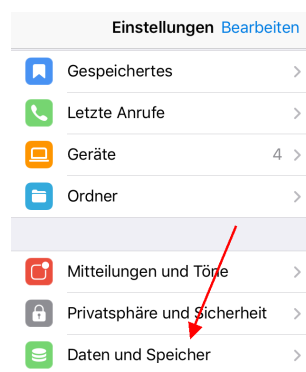 Einstellungen Bearbeiten
Gespeichertes
Letzte Anrufe
Geräte 4
Ordner
Mitteilungen und Töne
Privatsphäre und Sicherheit
Daten und Speicher